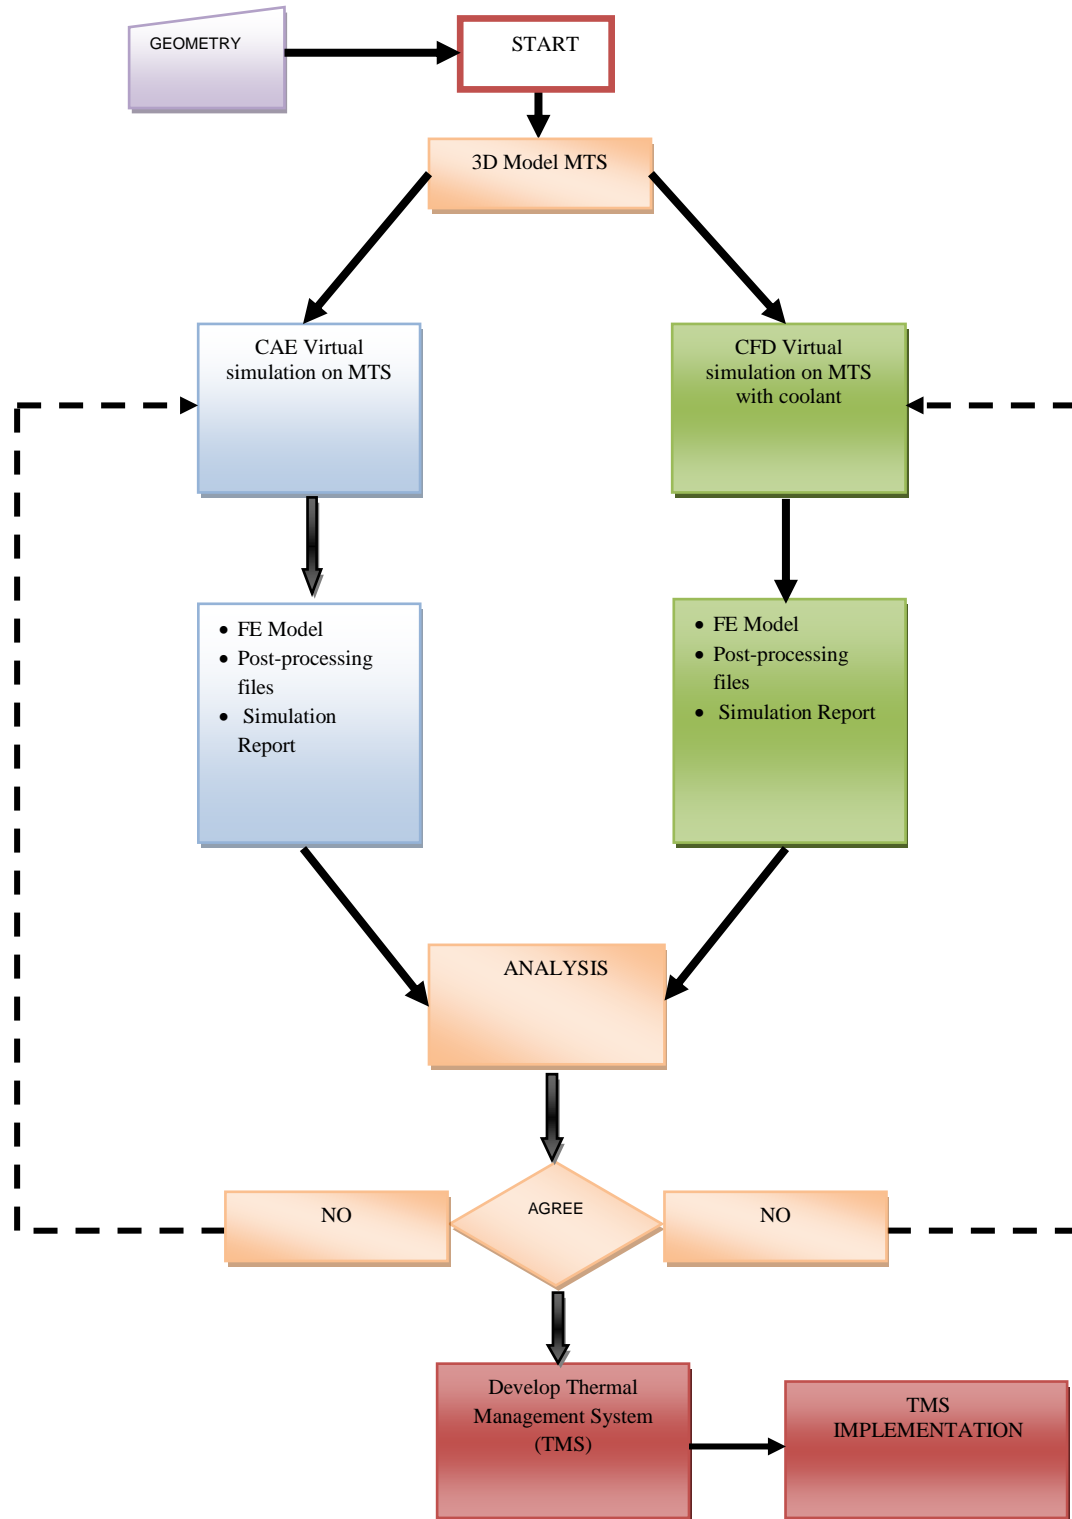 GEOMETRY
START
3D Model MTS
CAE Virtual
simulation on MTS
CFD Virtual
simulation on MTS
with coolant
• FE Model
• Post-processing
files
• Simulation
Report
• FE Model
• Post-processing
files
• Simulation Report
ANALYSIS
NO
AGREE
NO
Develop Thermal
Management System
(TMS)
TMS
IMPLEMENTATION